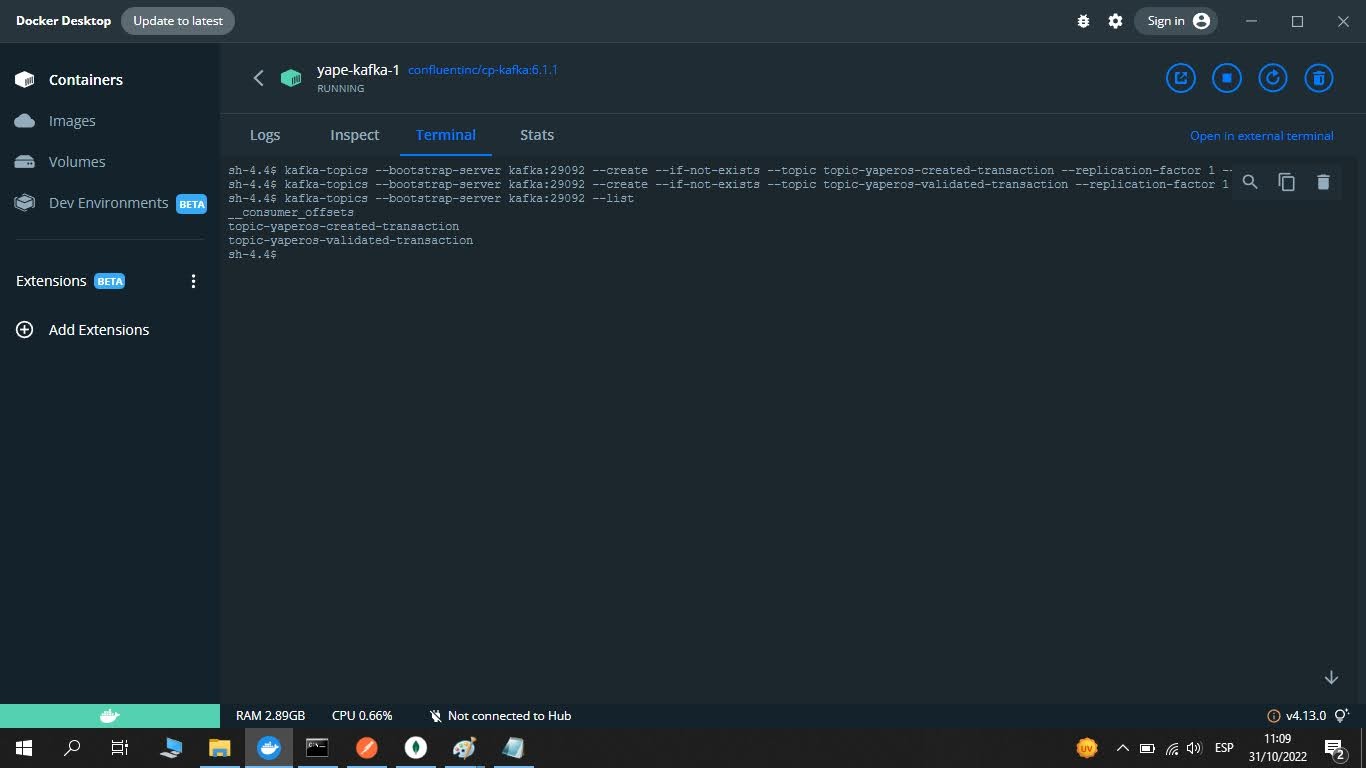 Docker Desktop
Update to latest
Sign in
Containers
Images
Volumes
Dev Environments BETA
Extensions BETA
Add Extensions
yape-kafka-1 confluentinc/cp-kafka:6.1.1
RUNNING
Logs Inspect Terminal Stats Open in external terminal
sh-4.4$ kafka-topics --bootstrap-server kafka:29092 --create --if-not-exists --topic topic-yaperos-created-transaction --replication-factor 1 -
sh-4.4$ kafka-topics --bootstrap-server kafka:29092 --create --if-not-exists --topic topic-yaperos-validated-transaction --replication-factor 1
sh-4.4$ kafka-topics --bootstrap-server kafka:29092 --list
__consumer_offsets
topic-yaperos-created-transaction
topic-yaperos-validated-transaction
sh-4.4$
RAM 2.89GB CPU 0.66% Not connected to Hub v4.13.0
UV ESP 11:09
31/10/2022 2